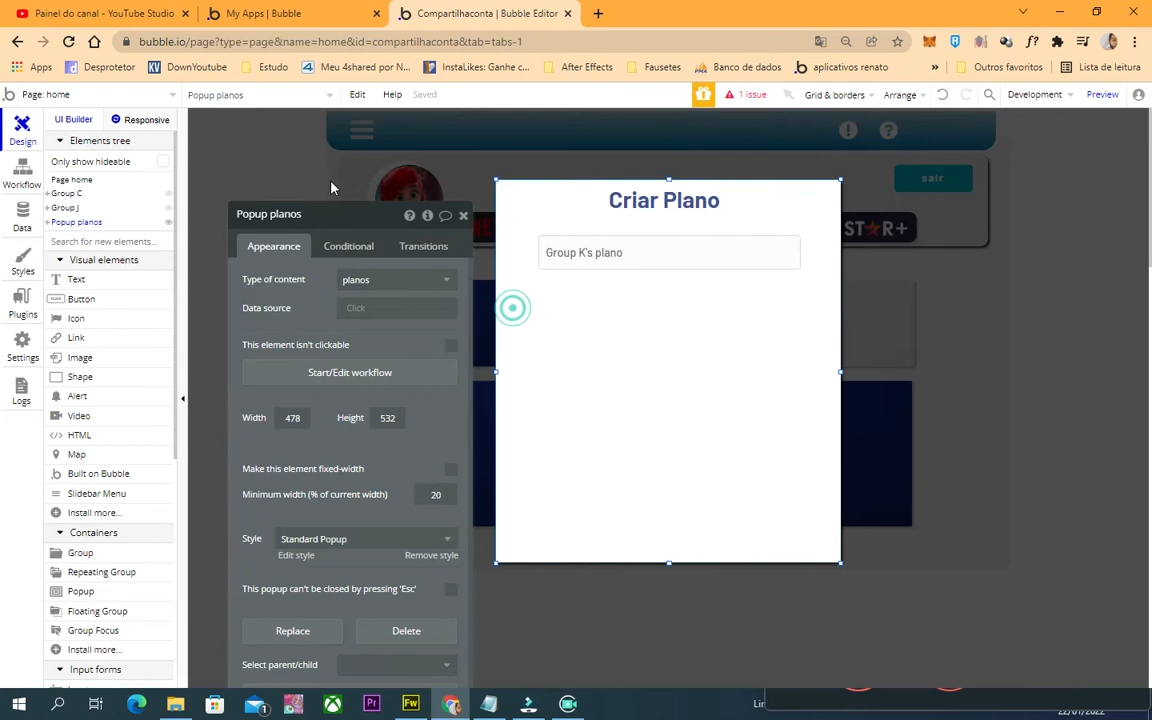 Painel do canal - YouTube Studio
My Apps | Bubble
Compartilhaconta | Bubble Editor
bubble.io/page?type=page&name=home&id=compartilhaconta&tab=tabs-1
Apps
Desprotetor
DownYoutube
Estudo
Meu 4shared por N...
InstaLikes: Ganhe c...
After Effects
Fausetes
Banco de dados
aplicativos renato
»
Outros favoritos
Lista de leitura
Page: home
Popup planos
Edit
Help
Saved
1 issue
Grid & borders
Arrange
Development
Preview
Design
Workflow
Data
Styles
Plugins
Settings
Logs
UI Builder
Responsive
Elements tree
Only show hideable
Page home
Group C
Group J
Popup planos
Search for new elements...
Visual elements
Text
Button
Icon
Link
Image
Shape
Alert
Video
HTML
Map
Built on Bubble
Slidebar Menu
Install more...
Containers
Group
Repeating Group
Popup
Floating Group
Group Focus
Install more...
Input forms
Popup planos
Appearance
Conditional
Transitions
Type of content
planos
Data source
Click
This element isn't clickable
Start/Edit workflow
Width
478
Height
532
Make this element fixed-width
Minimum width (% of current width)
20
Style
Standard Popup
Edit style
Remove style
This popup can't be closed by pressing 'Esc'
Replace
Delete
Select parent/child
sair
STAR+
Criar Plano
Group K's plano
22/01/2022